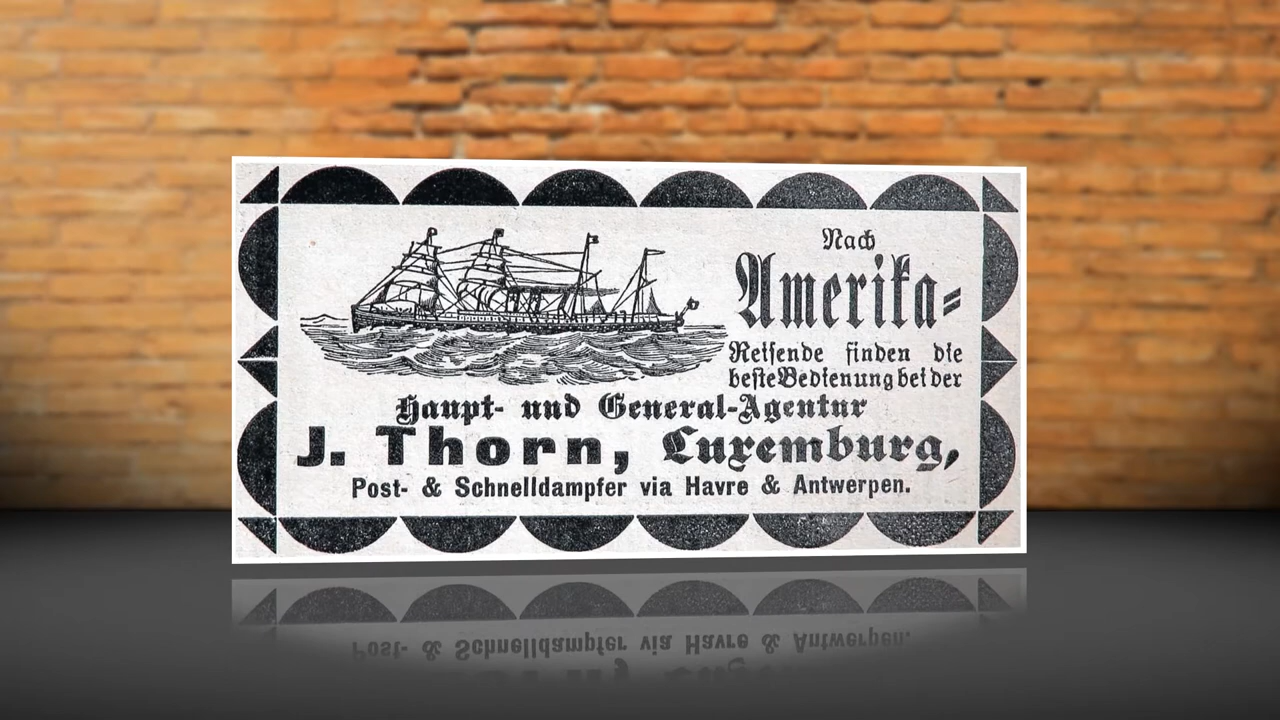 Nach
Amerika-
Reisende finden die
beste Bedienung bei der
Haupt- und General-Agentur
J. Thorn, Luxemburg,
Post- & Schnelldampfer via Havre & Antwerpen.